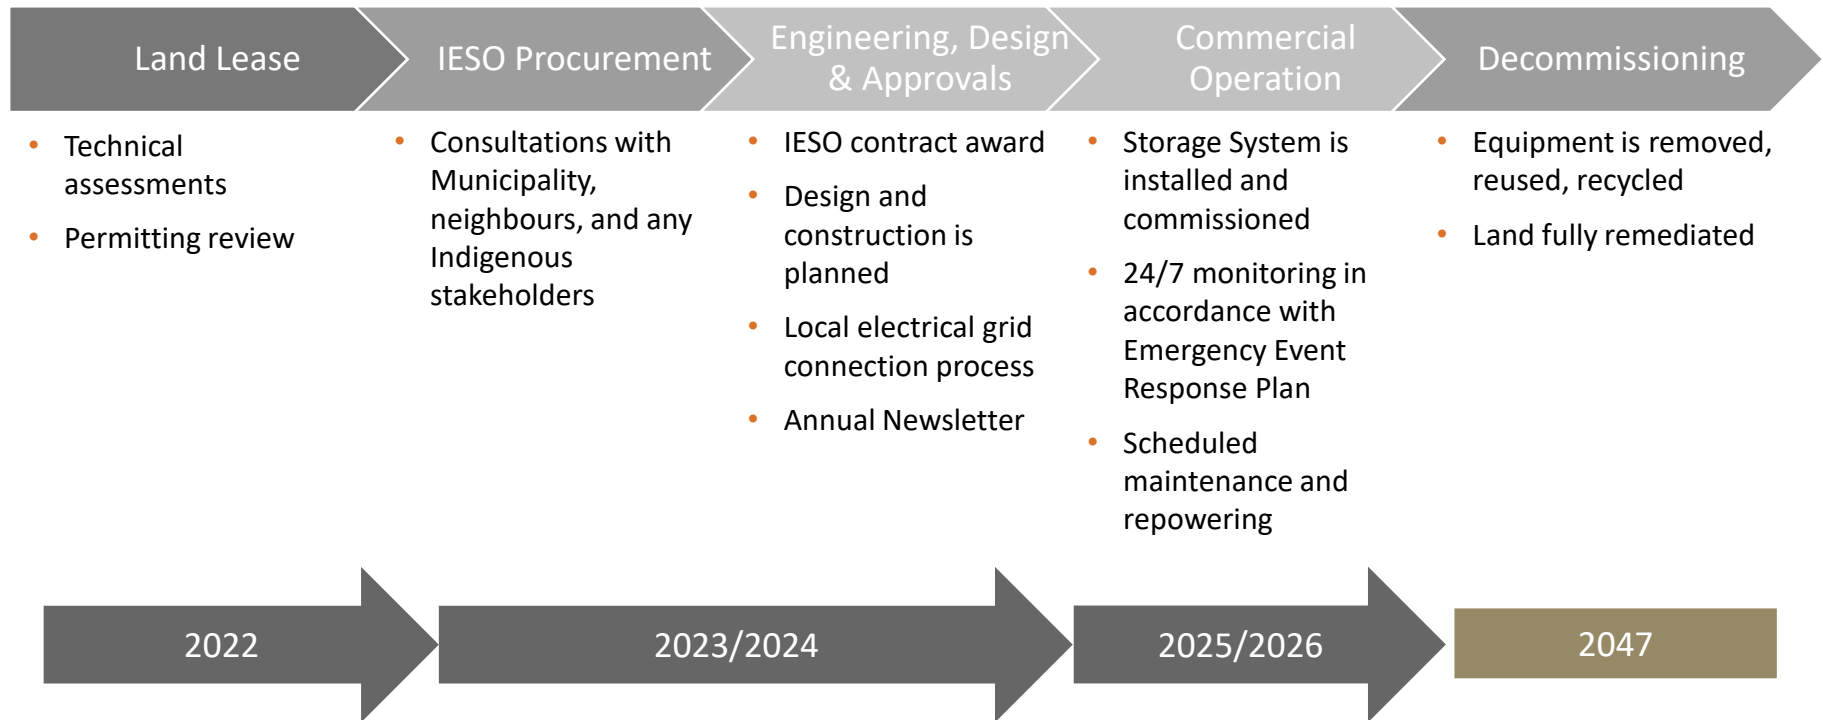 Land Lease
IESO Procurement
Engineering, Design
& Approvals
Commercial
Operation
Decommissioning
• Technical
assessments
• Permitting review
• Consultations with
Municipality,
neighbours, and any
Indigenous
stakeholders
• IESO contract award
• Design and
construction is
planned
• Local electrical grid
connection process
• Annual Newsletter
• Storage System is
installed and
commissioned
• 24/7 monitoring in
accordance with
Emergency Event
Response Plan
• Scheduled
maintenance and
repowering
• Equipment is removed,
reused, recycled
• Land fully remediated
2022
2023/2024
2025/2026
2047